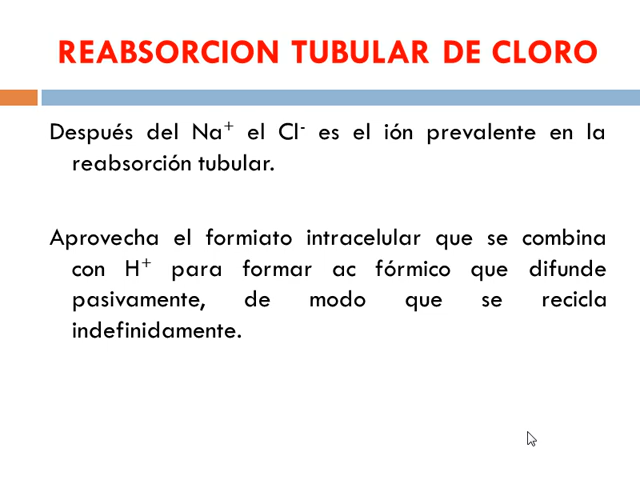 REABSORCION TUBULAR DE CLORO
Después del Na⁺ el Cl⁻ es el ión prevalente en la
reabsorción tubular.
Aprovecha el formiato intracelular que se combina
con H⁺ para formar ac fórmico que difunde
pasivamente, de modo que se recicla
indefinidamente.